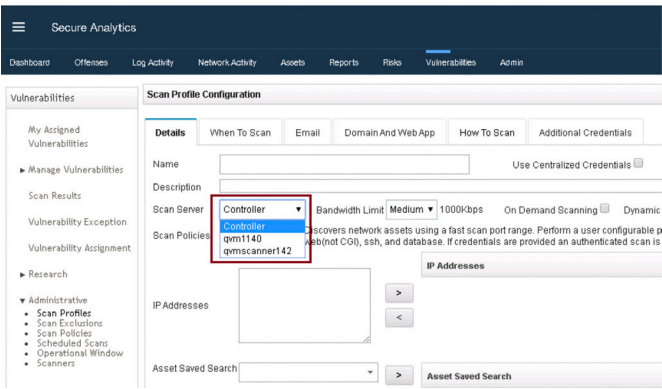 Secure Analytics
Dashboard Offenses Log Activity Network Activity Assets Reports Risks Vulnerabilities Admin
Vulnerabilities
My Assigned
Vulnerabilities
Manage Vulnerabilities
Scan Results
Vulnerability Exception
Vulnerability Assignment
Research
Administrative
Scan Profiles
Scan Exclusions
Scan Policies
Scheduled Scans
Operational Window
Scanners
Scan Profile Configuration
Details When To Scan Email Domain And Web App How To Scan Additional Credentials
Name Use Centralized Credentials
Description
Scan Server Controller Bandwidth Limit Medium 1000Kbps On Demand Scanning Dynamic
Controller
qvm1140
qvmscanner142
Scan Policies iscovers network assets using a fast scan port range. Perform a user configurable p
eb(not CGI), ssh, and database. If credentials are provided an authenticated scan is
IP Addresses
IP Addresses
>
<
Asset Saved Search > Asset Saved Search